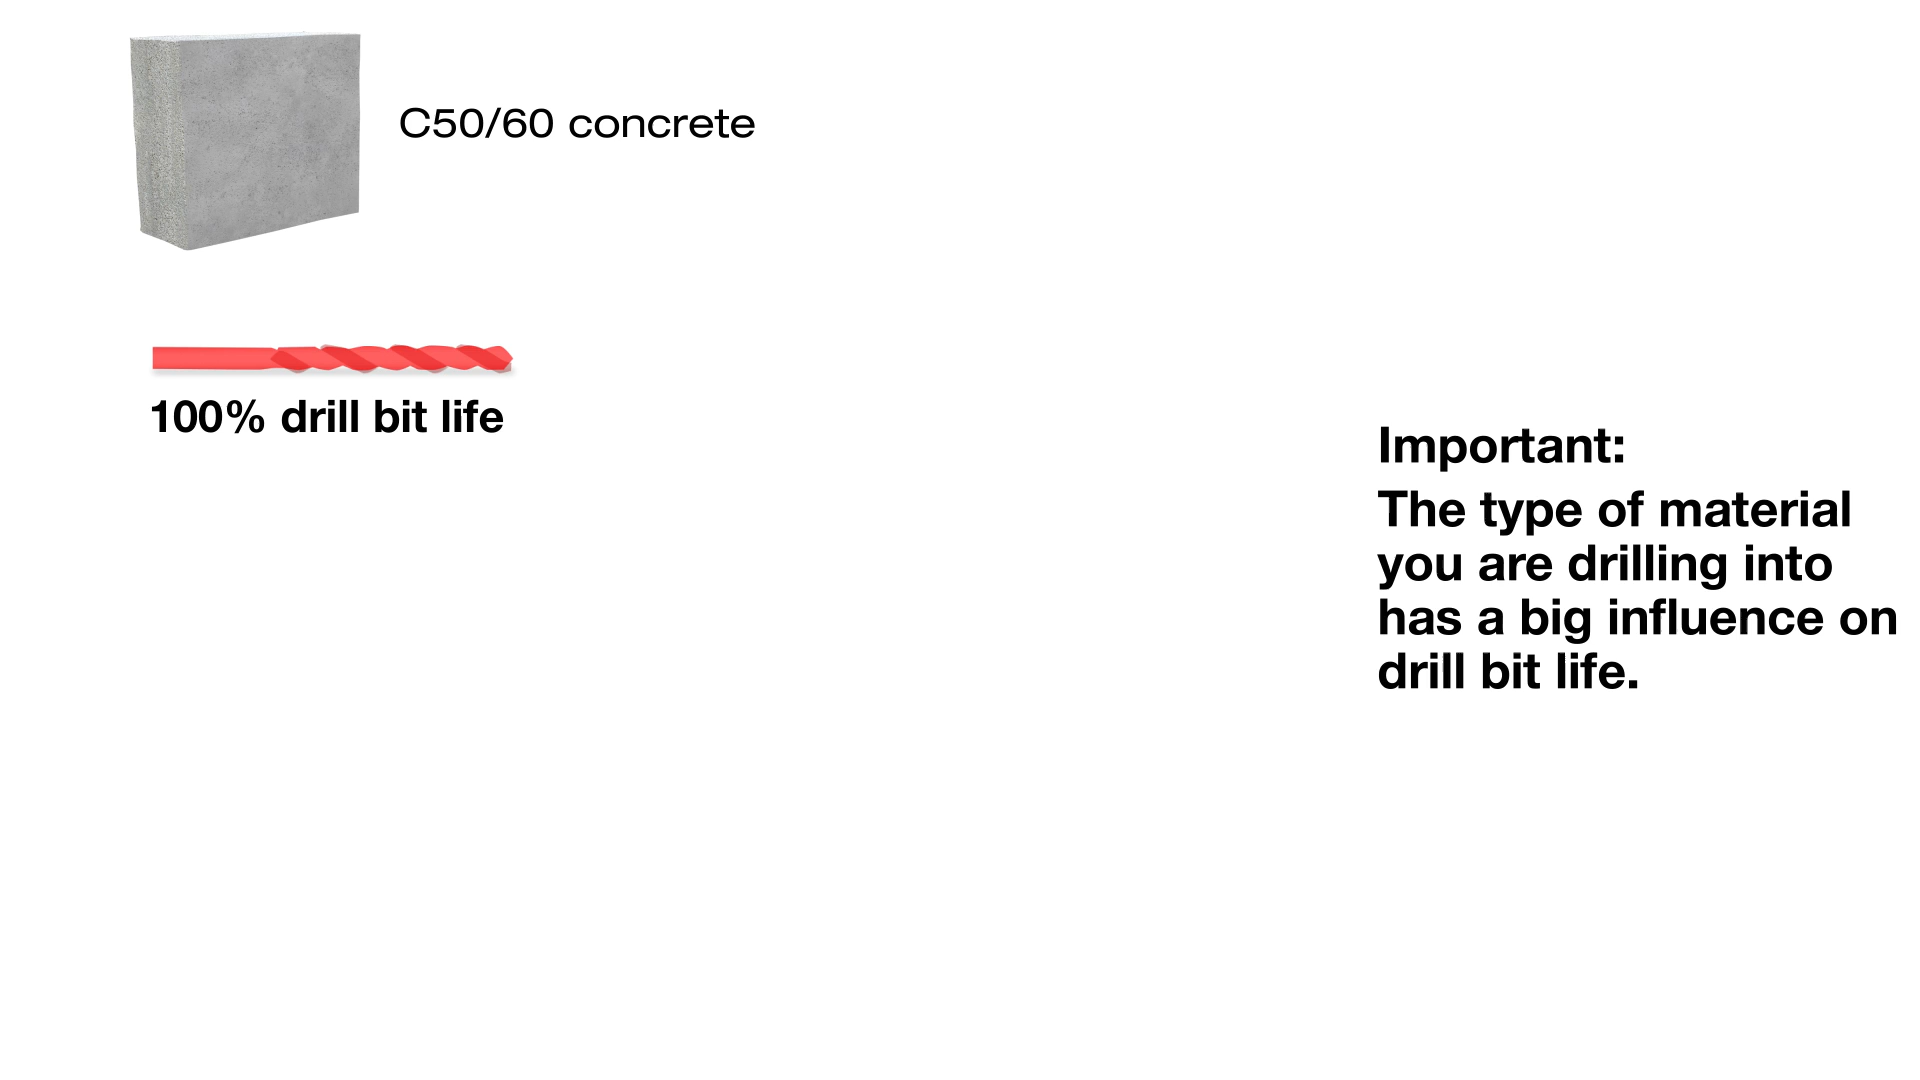 C50/60 concrete
100% drill bit life
Important:
The type of material
you are drilling into
has a big influence on
drill bit life.